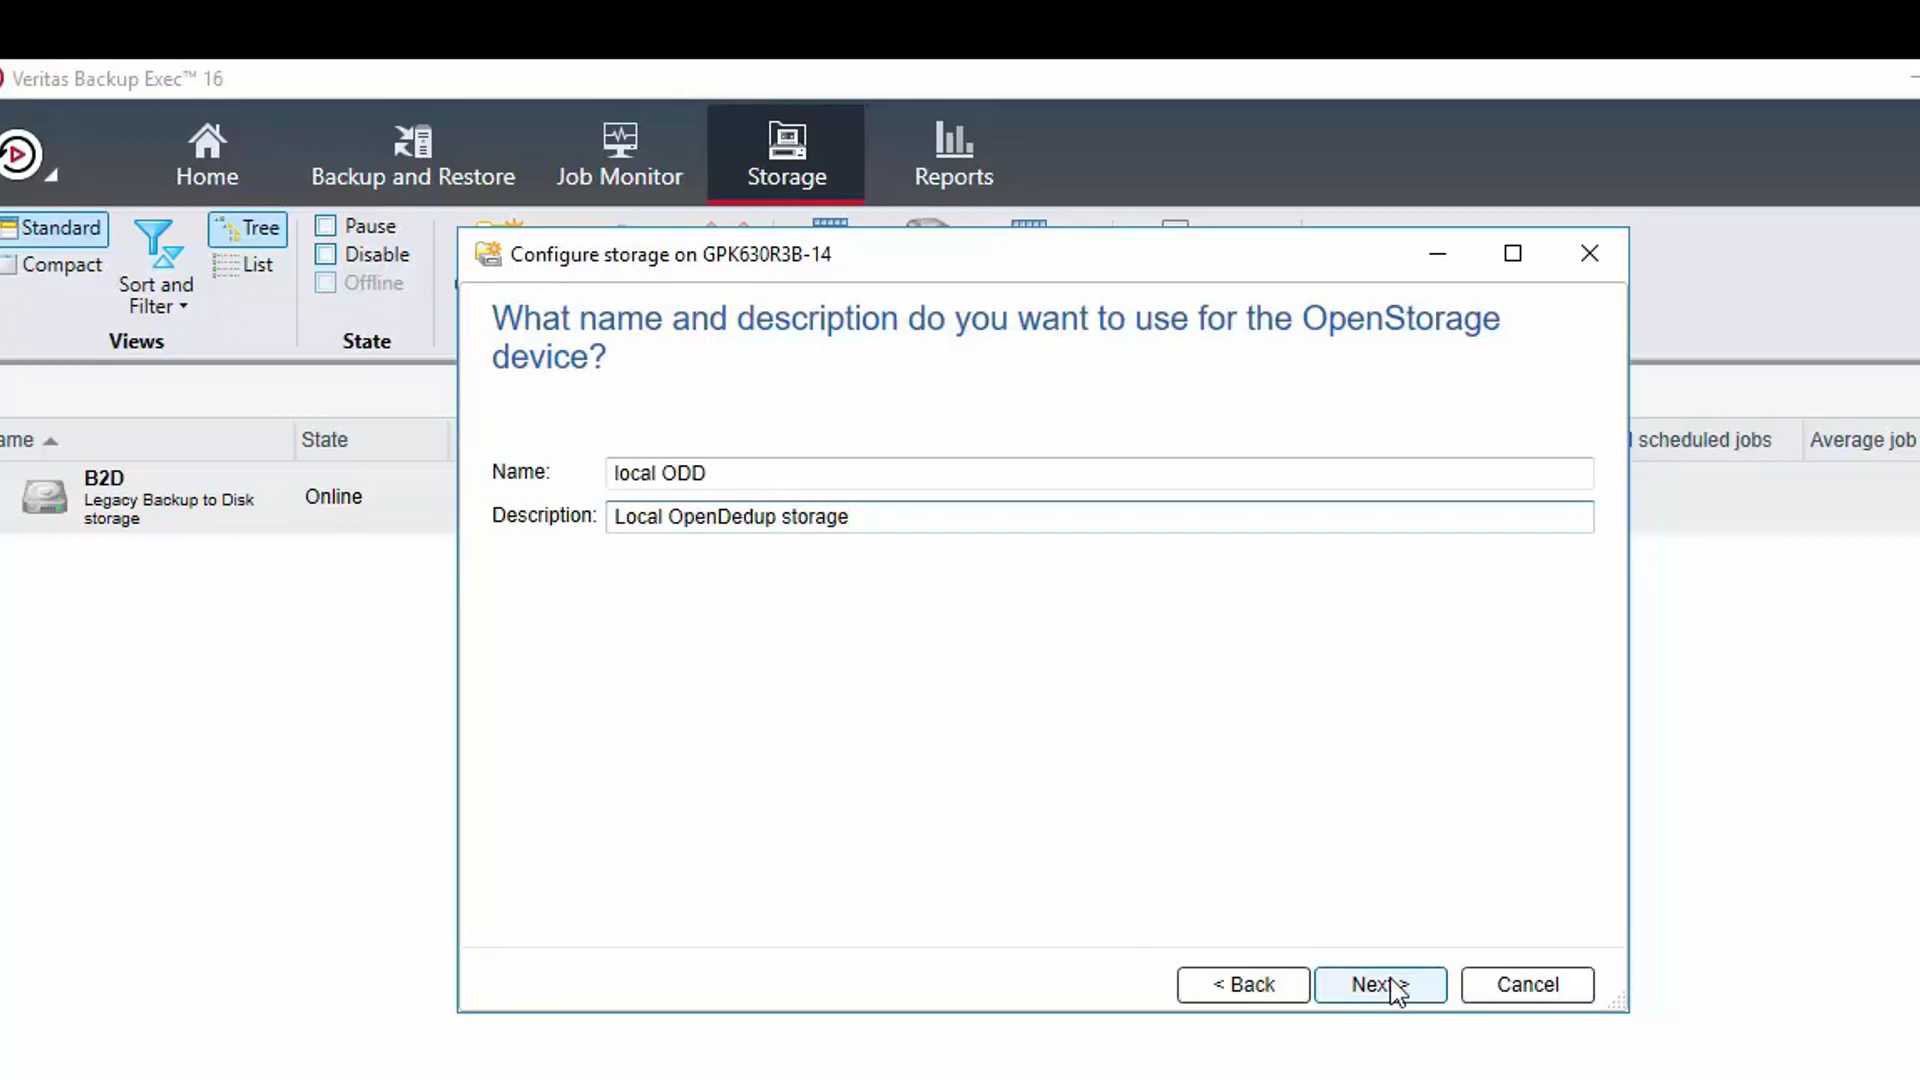 Veritas Backup Exec™ 16
Home
Backup and Restore
Job Monitor
Storage
Reports
Standard
Compact
Sort and
Filter
Tree
List
Views
Pause
Disable
Offline
State
Configure storage on GPK630R3B-14
What name and description do you want to use for the OpenStorage
device?
Name:
local ODD
Description:
Local OpenDedup storage
ame
State
scheduled jobs
Average job
B2D
Legacy Backup to Disk
storage
Online
< Back
Next >
Cancel